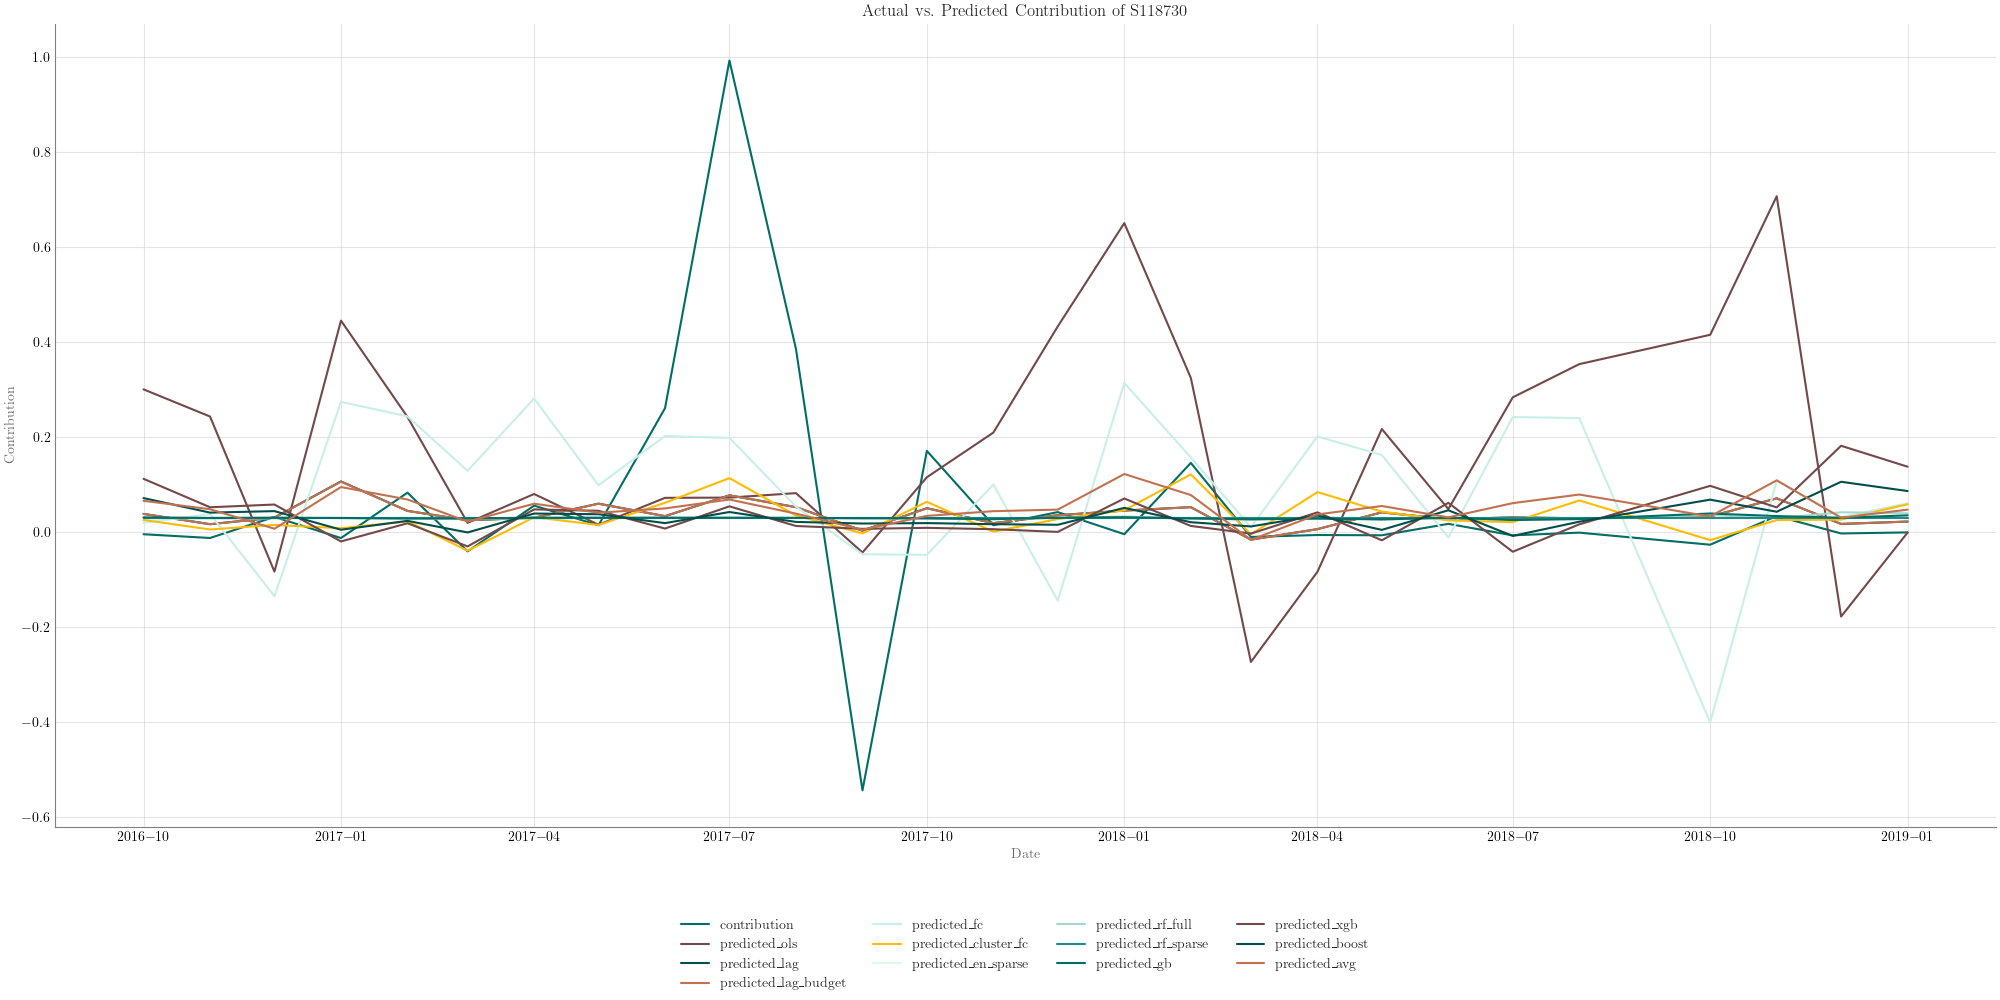 Actual vs. Predicted Contribution of S118730
Contribution
1.0
0.8
0.6
0.4
0.2
0.0
−0.2
−0.4
−0.6
2016−10 2017−01 2017−04 2017−07 2017−10 2018−01 2018−04 2018−07 2018−10 2019−01
Date
contribution predicted_fc predicted_rf_full predicted_xgb
predicted_ols predicted_cluster_fc predicted_rf_sparse predicted_boost
predicted_lag predicted_en_sparse predicted_gb predicted_avg
predicted_lag_budget